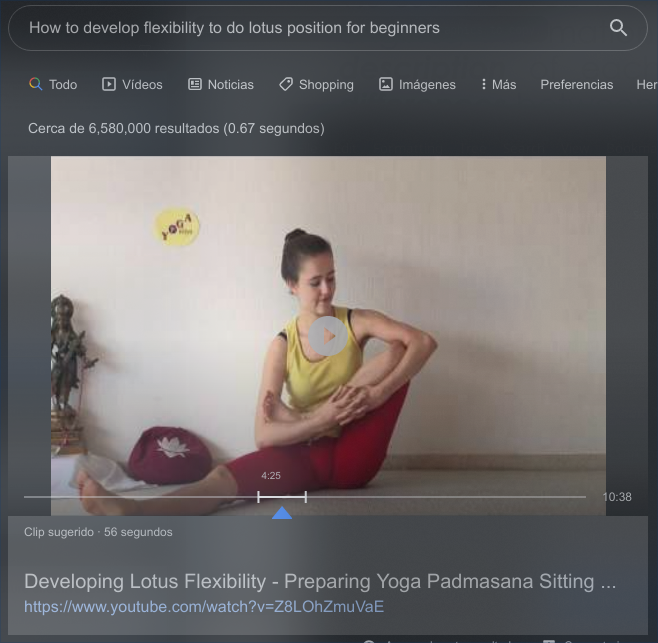 How to develop flexibility to do lotus position for beginners
Todo Vídeos Noticias Shopping Imágenes Más Preferencias Her
Cerca de 6,580,000 resultados (0.67 segundos)
YOGA
4:25
10:38
Clip sugerido · 56 segundos
Developing Lotus Flexibility - Preparing Yoga Padmasana Sitting ...
https://www.youtube.com/watch?v=Z8LOhZmuVaE